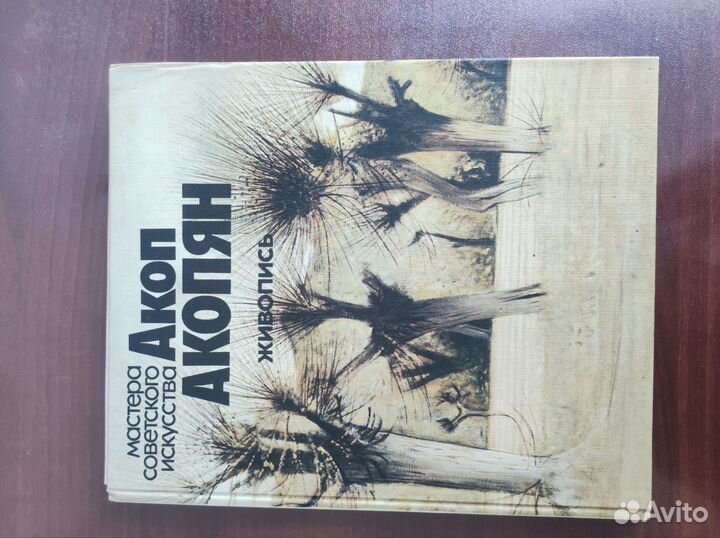 мастера
советского
искусства
Акоп
АКОПЯН
живопись
Avito